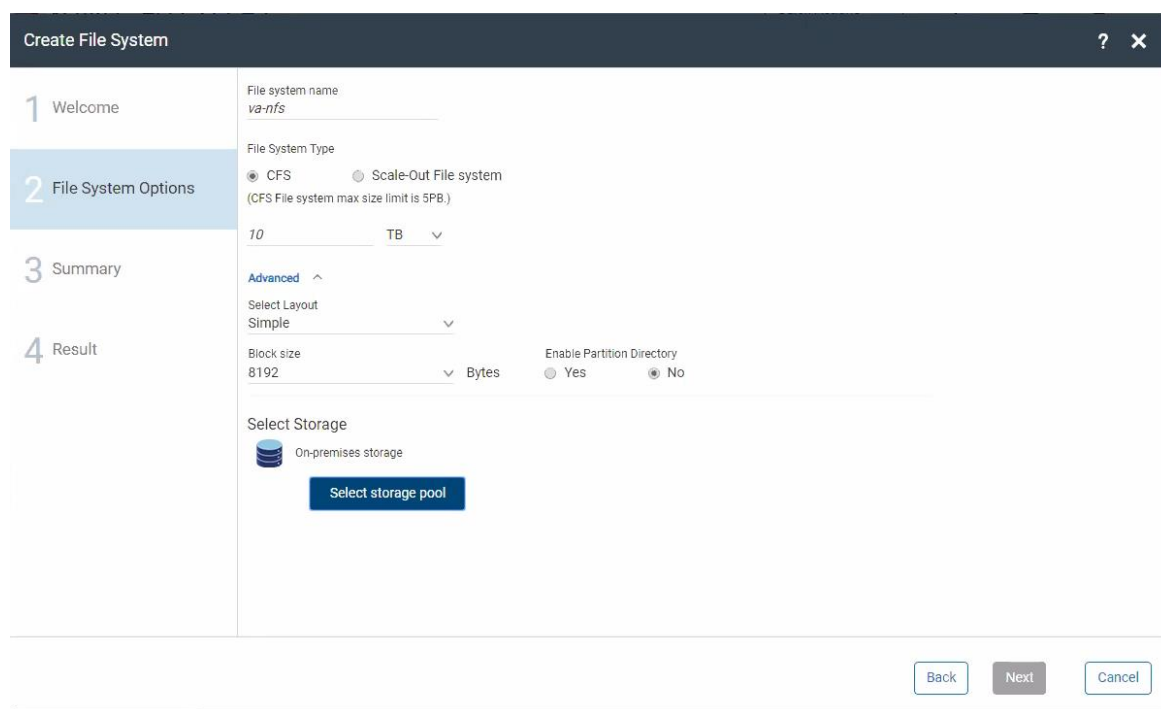 Create File System
? ×
1 Welcome
2 File System Options
3 Summary
4 Result
File system name
va-nfs
File System Type
CFS Scale-Out File system
(CFS File system max size limit is 5PB.)
10 TB
Advanced
Select Layout
Simple
Block size Enable Partition Directory
8192 Bytes Yes No
Select Storage
On-premises storage
Select storage pool
Back Next Cancel